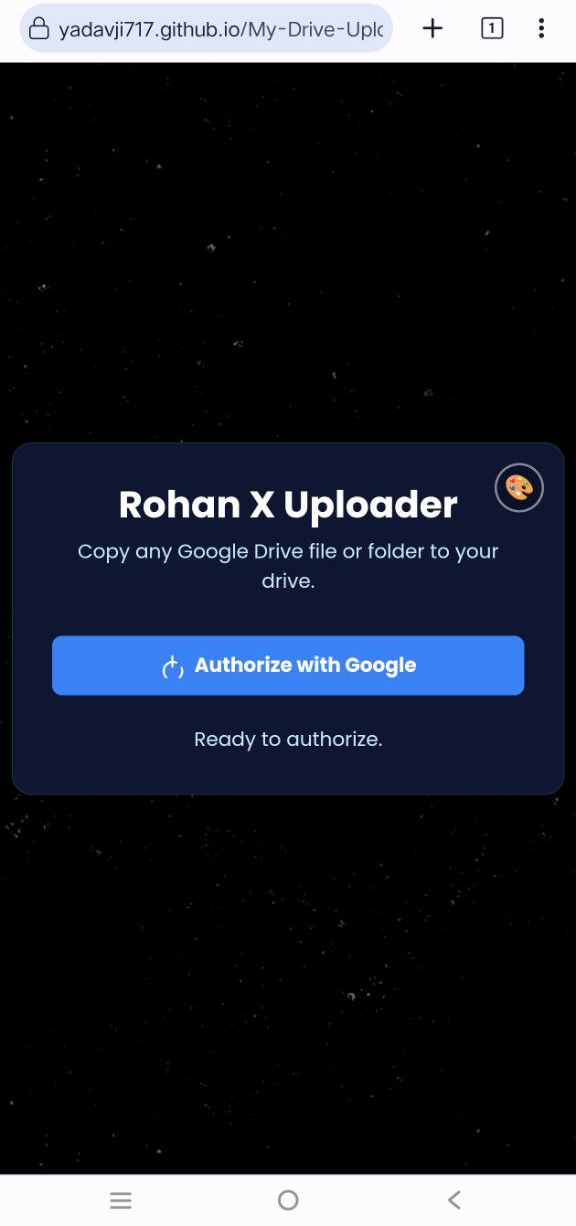 yadavji717.github.io/My-Drive-Uplo
1
Rohan X Uploader
Copy any Google Drive file or folder to your
drive.
Authorize with Google
Ready to authorize.